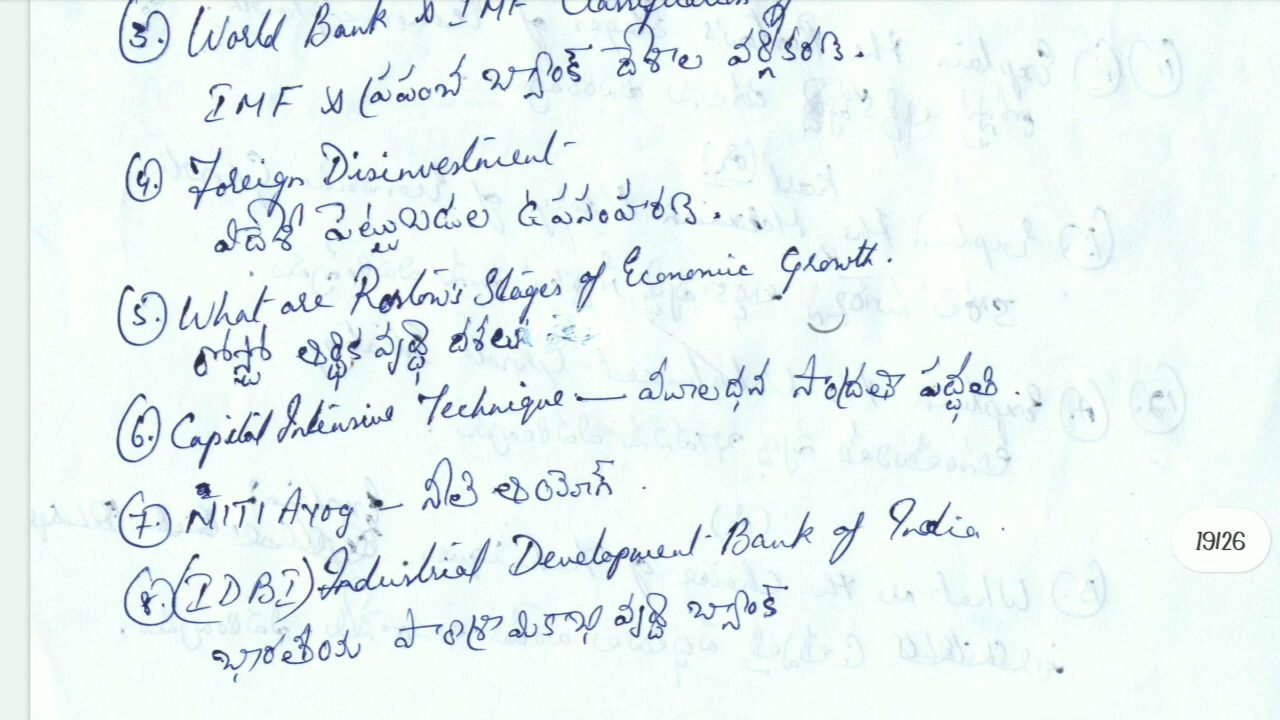 (3.) World Bank & IMF Classification of
IMF & ప్రపంచ బ్యాంక్ దేశాల వర్గీకరణ.
(4.) Foreign Disinvestment
విదేశీ పెట్టుబడుల ఉపసంహరణ.
(5.) What are Rostow's Stages of Economic Growth.
రోస్టో ఆర్థిక వృద్ధి దశలు
(6.) Capital Intensive Technique — మూలధన సాంద్రత పద్ధతి.
(7.) NITI Ayog — నీతి ఆయోగ్.
(8.) (IDBI) Industrial Development Bank of India.
భారతీయ పారిశ్రామికాభివృద్ధి బ్యాంక్
19/26